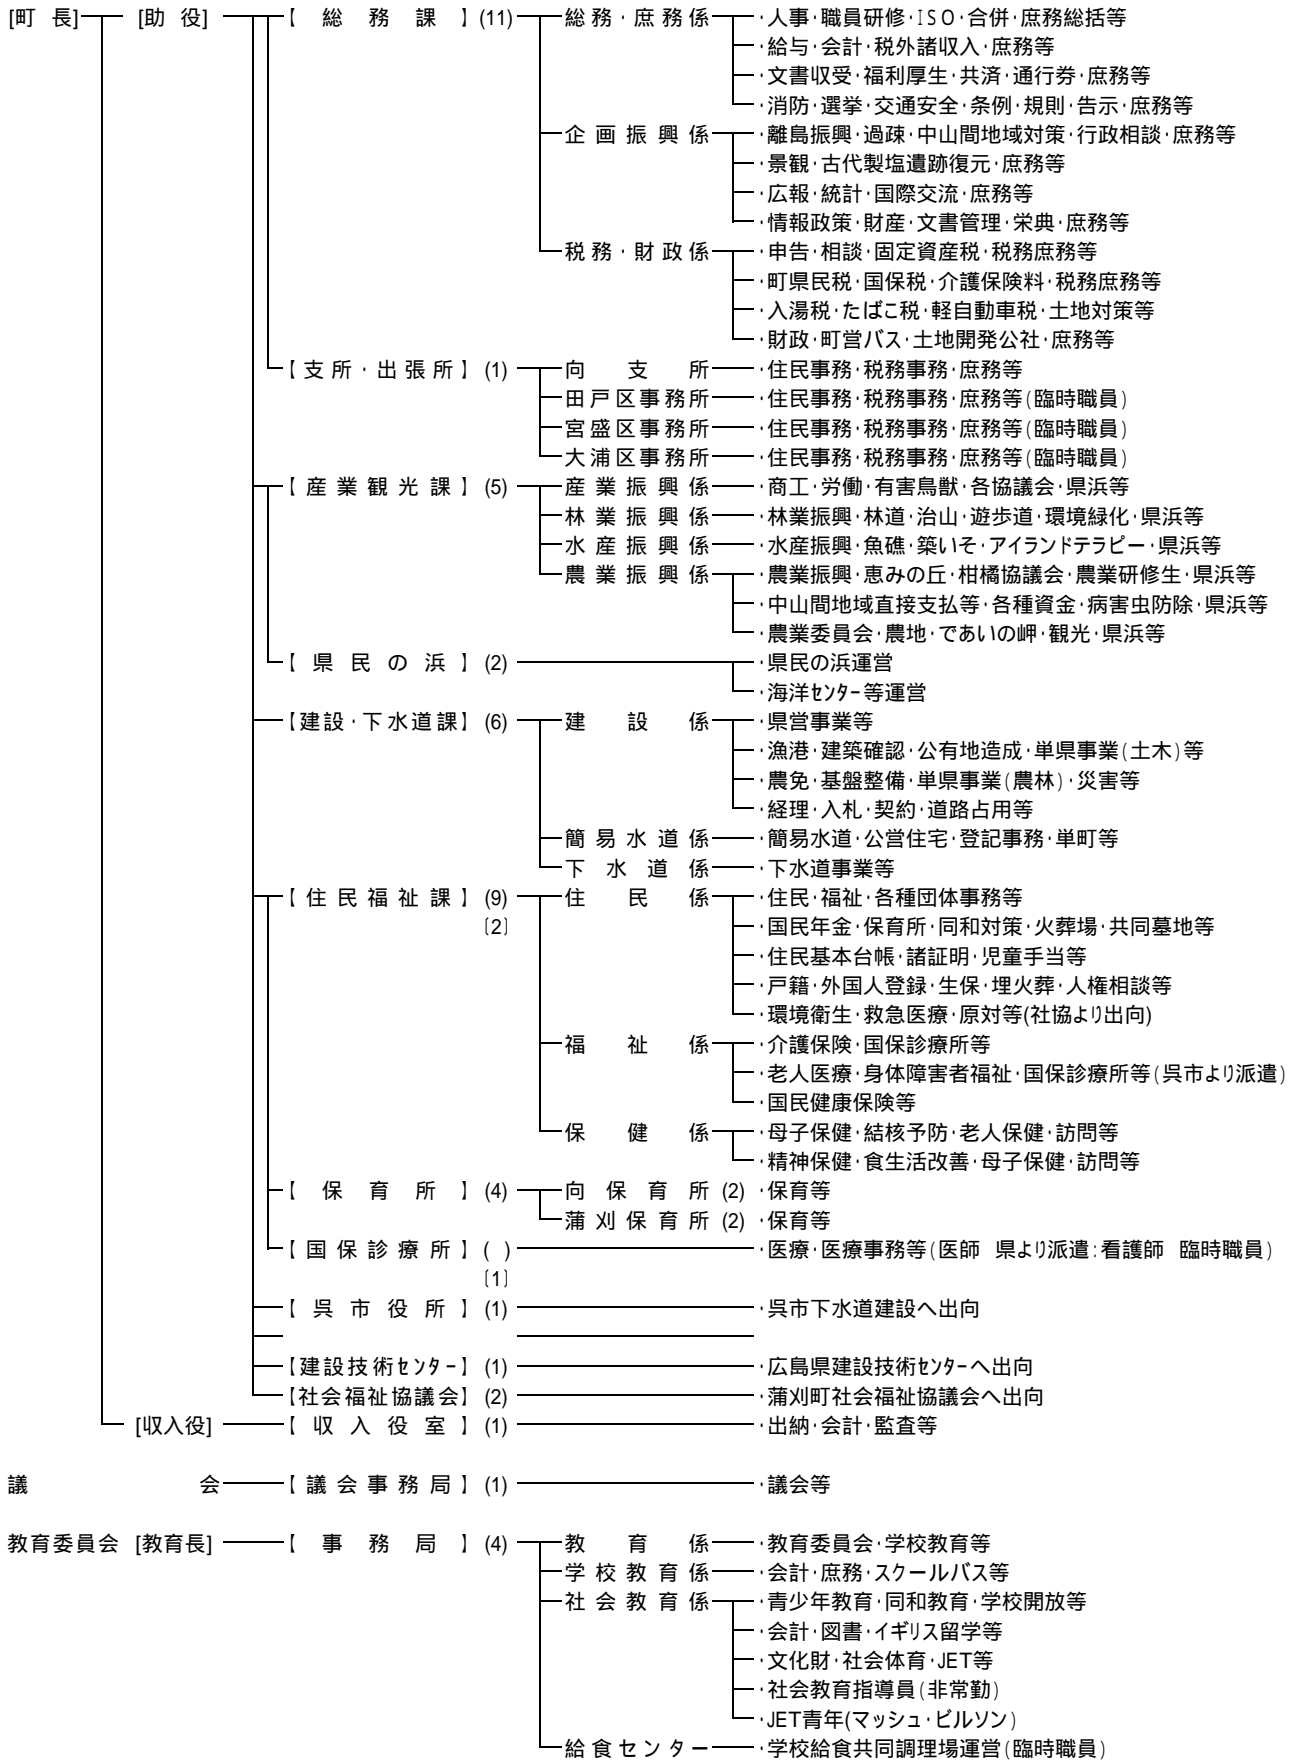 [町 長] [助 役] 【総務課】(11) 総務・庶務係 ・人事・職員研修・ISO・合併・庶務総括等
・給与・会計・税外諸収入・庶務等
・文書収受・福利厚生・共済・通行券・庶務等
・消防・選挙・交通安全・条例・規則・告示・庶務等
企画振興係 ・離島振興・過疎・中山間地域対策・行政相談・庶務等
・景観・古代製塩遺跡復元・庶務等
・広報・統計・国際交流・庶務等
・情報政策・財産・文書管理・栄典・庶務等
税務・財政係 ・申告・相談・固定資産税・税務庶務等
・町県民税・国保税・介護保険料・税務庶務等
・入湯税・たばこ税・軽自動車税・土地対策等
・財政・町営バス・土地開発公社・庶務等
【支所・出張所】(1) 向支所 ・住民事務・税務事務・庶務等
田戸区事務所 ・住民事務・税務事務・庶務等(臨時職員)
宮盛区事務所 ・住民事務・税務事務・庶務等(臨時職員)
大浦区事務所 ・住民事務・税務事務・庶務等(臨時職員)
【産業観光課】(5) 産業振興係 ・商工・労働・有害鳥獣・各協議会・県浜等
林業振興係 ・林業振興・林道・治山・遊歩道・環境緑化・県浜等
水産振興係 ・水産振興・魚礁・築いそ・アイランドテラピー・県浜等
農業振興係 ・農業振興・恵みの丘・柑橘協議会・農業研修生・県浜等
・中山間地域直接支払等・各種資金・病害虫防除・県浜等
・農業委員会・農地・であいの岬・観光・県浜等
【県民の浜】(2) ・県民の浜運営
・海洋センター等運営
【建設・下水道課】(6) 建設係 ・県営事業等
・漁港・建築確認・公有地造成・単県事業(土木)等
・農免・基盤整備・単県事業(農林)・災害等
・経理・入札・契約・道路占用等
簡易水道係 ・簡易水道・公営住宅・登記事務・単町等
下水道係 ・下水道事業等
【住民福祉課】(9) 住民係 ・住民・福祉・各種団体事務等
〔2〕 ・国民年金・保育所・同和対策・火葬場・共同墓地等
・住民基本台帳・諸証明・児童手当等
・戸籍・外国人登録・生保・埋火葬・人権相談等
・環境衛生・救急医療・原対等(社協より出向)
福祉係 ・介護保険・国保診療所等
・老人医療・身体障害者福祉・国保診療所等(呉市より派遣)
・国民健康保険等
保健係 ・母子保健・結核予防・老人保健・訪問等
・精神保健・食生活改善・母子保健・訪問等
【保育所】(4) 向保育所 (2) ・保育等
蒲刈保育所 (2) ・保育等
【国保診療所】( ) ・医療・医療事務等(医師 県より派遣:看護師 臨時職員)
〔1〕
【呉市役所】(1) ・呉市下水道建設へ出向
【建設技術センター】(1) ・広島県建設技術センターへ出向
【社会福祉協議会】(2) ・蒲刈町社会福祉協議会へ出向
[収入役] 【収入役室】(1) ・出納・会計・監査等
議会 【議会事務局】(1) ・議会等
教育委員会 [教育長] 【事務局】(4) 教育係 ・教育委員会・学校教育等
学校教育係 ・会計・庶務・スクールバス等
社会教育係 ・青少年教育・同和教育・学校開放等
・会計・図書・イギリス留学等
・文化財・社会体育・JET等
・社会教育指導員(非常勤)
・JET青年(マッシュ・ビルソン)
給食センター ・学校給食共同調理場運営(臨時職員)